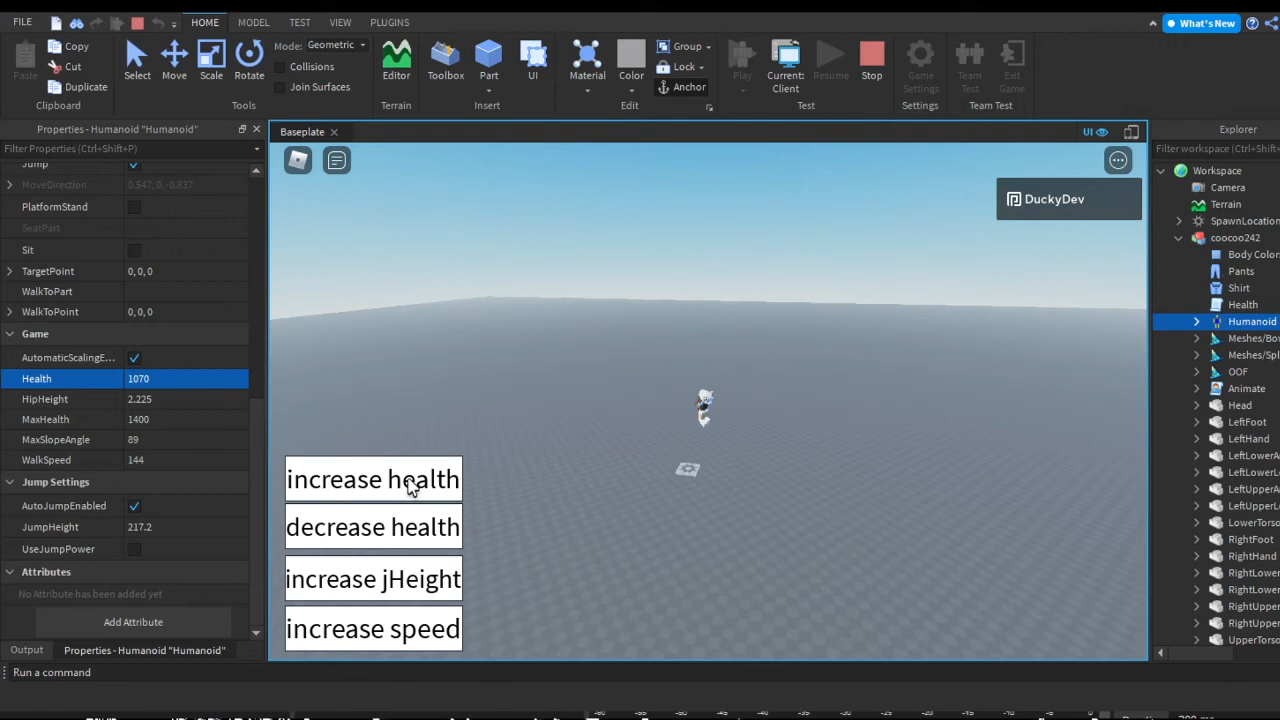 FILE HOME MODEL TEST VIEW PLUGINS What's New
Paste Copy Cut Duplicate Clipboard
Select Move Scale Rotate Mode: Geometric Collisions Join Surfaces Tools
Editor Terrain
Toolbox Part UI Insert
Material Color Group Lock Anchor Edit
Play Current: Client Resume Stop Test
Game Settings Settings
Team Test Exit Game Team Test
Properties - Humanoid "Humanoid"
Filter Properties (Ctrl+Shift+P)
Jump
MoveDirection 0.547, 0, -0.837
PlatformStand
SeatPart
Sit
TargetPoint 0, 0, 0
WalkToPart
WalkToPoint 0, 0, 0
Game
AutomaticScalingE...
Health 1070
HipHeight 2.225
MaxHealth 1400
MaxSlopeAngle 89
WalkSpeed 144
Jump Settings
AutoJumpEnabled
JumpHeight 217.2
UseJumpPower
Attributes
No Attribute has been added yet
Add Attribute
Output Properties - Humanoid "Humanoid"
Run a command
Baseplate
UI
DuckyDev
increase health
decrease health
increase jHeight
increase speed
Explorer
Filter workspace (Ctrl+Shift+
Workspace
Camera
Terrain
SpawnLocation
coocoo242
Body Color
Pants
Shirt
Health
Humanoid
Meshes/Bo
Meshes/Spl
OOF
Animate
Head
LeftFoot
LeftHand
LeftLowerA
LeftLowerL
LeftUpperA
LeftUpperL
LowerTorso
RightFoot
RightHand
RightLower
RightLower
RightUpper
RightUpper
UpperTorso